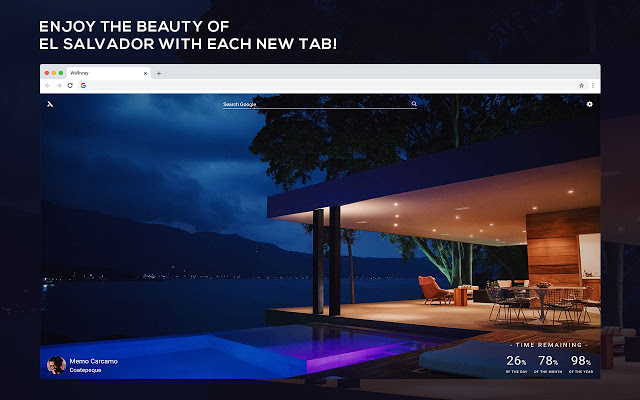 ENJOY THE BEAUTY OF
EL SALVADOR WITH EACH NEW TAB!
Walkway
Search Google
Memo Carcamo
Coatepeque
- TIME REMAINING -
26% 78% 98%
OF THE DAY OF THE MONTH OF THE YEAR